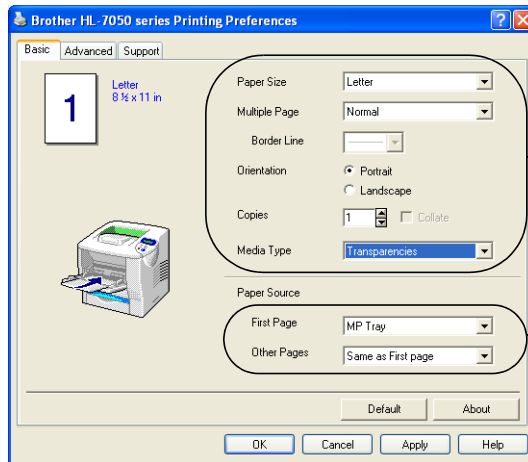 Brother HL-7050 series Printing Preferences
Basic Advanced Support
1
Letter
8 ½ x 11 in
Paper Size Letter
Multiple Page Normal
Border Line
Orientation Portrait
Landscape
Copies 1 Collate
Media Type Transparencies
Paper Source
First Page MP Tray
Other Pages Same as First page
Default About
OK Cancel Apply Help